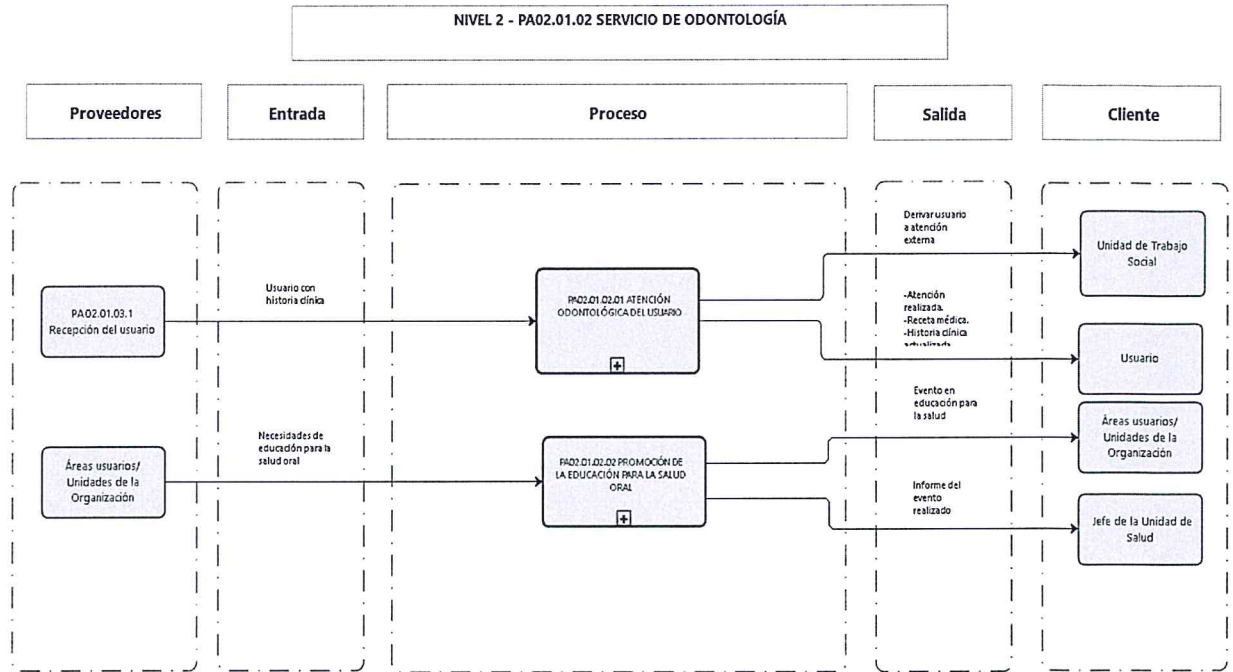 NIVEL 2 - PA02.01.02 SERVICIO DE ODONTOLOGÍA
Proveedores
Entrada
Proceso
Salida
Cliente
PA02.01.03.1
Recepción del usuario
Usuario con
historia clínica
PA02.01.02.01 ATENCIÓN
ODONTOLÓGICA DEL USUARIO
Derivar usuario
a atención
externa
Unidad de Trabajo
Social
-Atención
realizada.
-Receta médica.
-Historia clínica
actualizada
Usuario
Áreas usuarios/
Unidades de la
Organización
Necesidades de
educación para la
salud oral
PA02.01.02.02 PROMOCIÓN DE
LA EDUCACIÓN PARA LA SALUD
ORAL
Evento en
educación para
la salud
Áreas usuarios/
Unidades de la
Organización
Informe del
evento
realizado
Jefe de la Unidad de
Salud